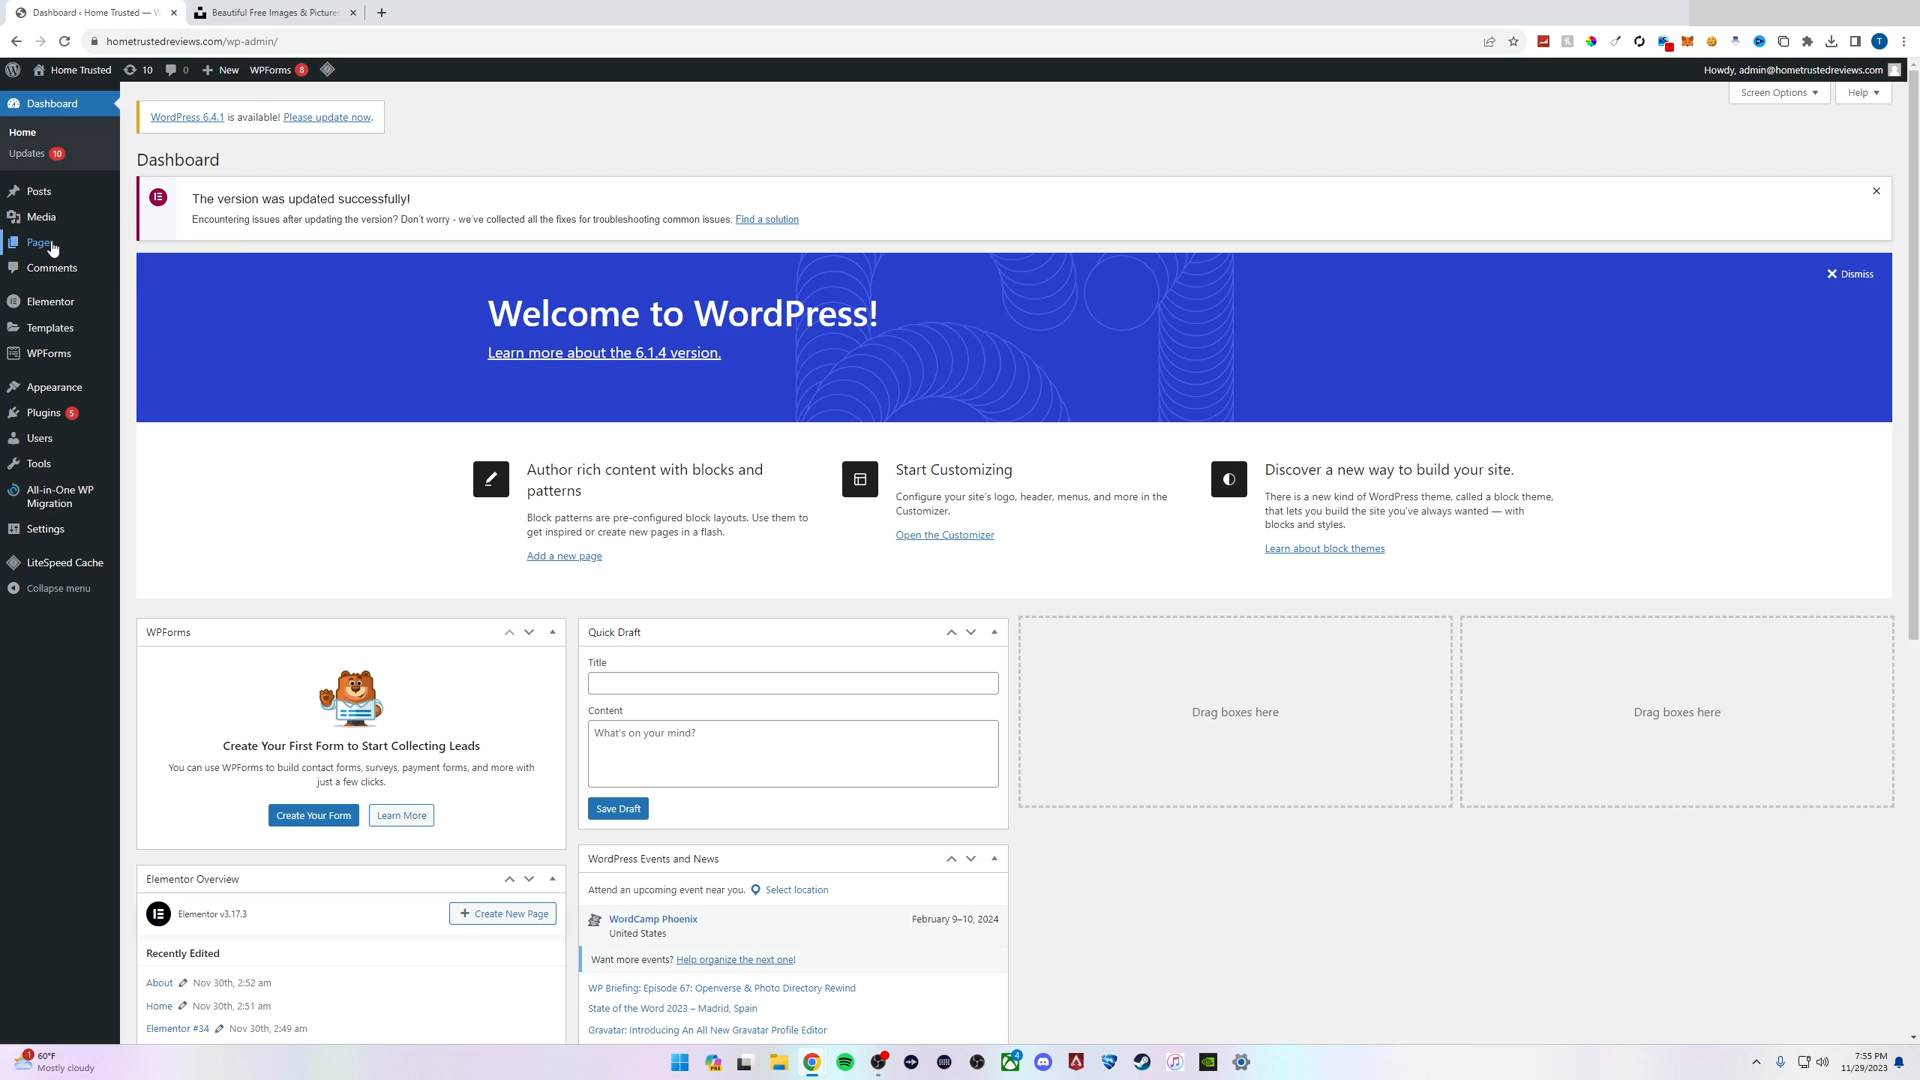 Dashboard ‹ Home Trusted — W
Beautiful Free Images & Pictures
hometrustedreviews.com/wp-admin/
Home Trusted
10
0
New
WPForms 8
Howdy, admin@hometrustedreviews.com
Dashboard
Home
Updates 10
Posts
Media
Pages
Comments
Elementor
Templates
WPForms
Appearance
Plugins 5
Users
Tools
All-in-One WP
Migration
Settings
LiteSpeed Cache
Collapse menu
Screen Options
Help
WordPress 6.4.1 is available! Please update now.
Dashboard
The version was updated successfully!
Encountering issues after updating the version? Don't worry - we've collected all the fixes for troubleshooting common issues. Find a solution
Dismiss
Welcome to WordPress!
Learn more about the 6.1.4 version.
Author rich content with blocks and
patterns
Block patterns are pre-configured block layouts. Use them to
get inspired or create new pages in a flash.
Add a new page
Start Customizing
Configure your site's logo, header, menus, and more in the
Customizer.
Open the Customizer
Discover a new way to build your site.
There is a new kind of WordPress theme, called a block theme,
that lets you build the site you've always wanted — with
blocks and styles.
Learn about block themes
WPForms
Create Your First Form to Start Collecting Leads
You can use WPForms to build contact forms, surveys, payment forms, and more with
just a few clicks.
Create Your Form
Learn More
Elementor Overview
Elementor v3.17.3
Create New Page
Recently Edited
About Nov 30th, 2:52 am
Home Nov 30th, 2:51 am
Elementor #34 Nov 30th, 2:49 am
Quick Draft
Title
Content
What's on your mind?
Save Draft
WordPress Events and News
Attend an upcoming event near you. Select location
WordCamp Phoenix
United States
February 9–10, 2024
Want more events? Help organize the next one!
WP Briefing: Episode 67: Openverse & Photo Directory Rewind
State of the Word 2023 – Madrid, Spain
Gravatar: Introducing An All New Gravatar Profile Editor
Drag boxes here
Drag boxes here
1
60°F
Mostly cloudy
4
7:55 PM
11/29/2023